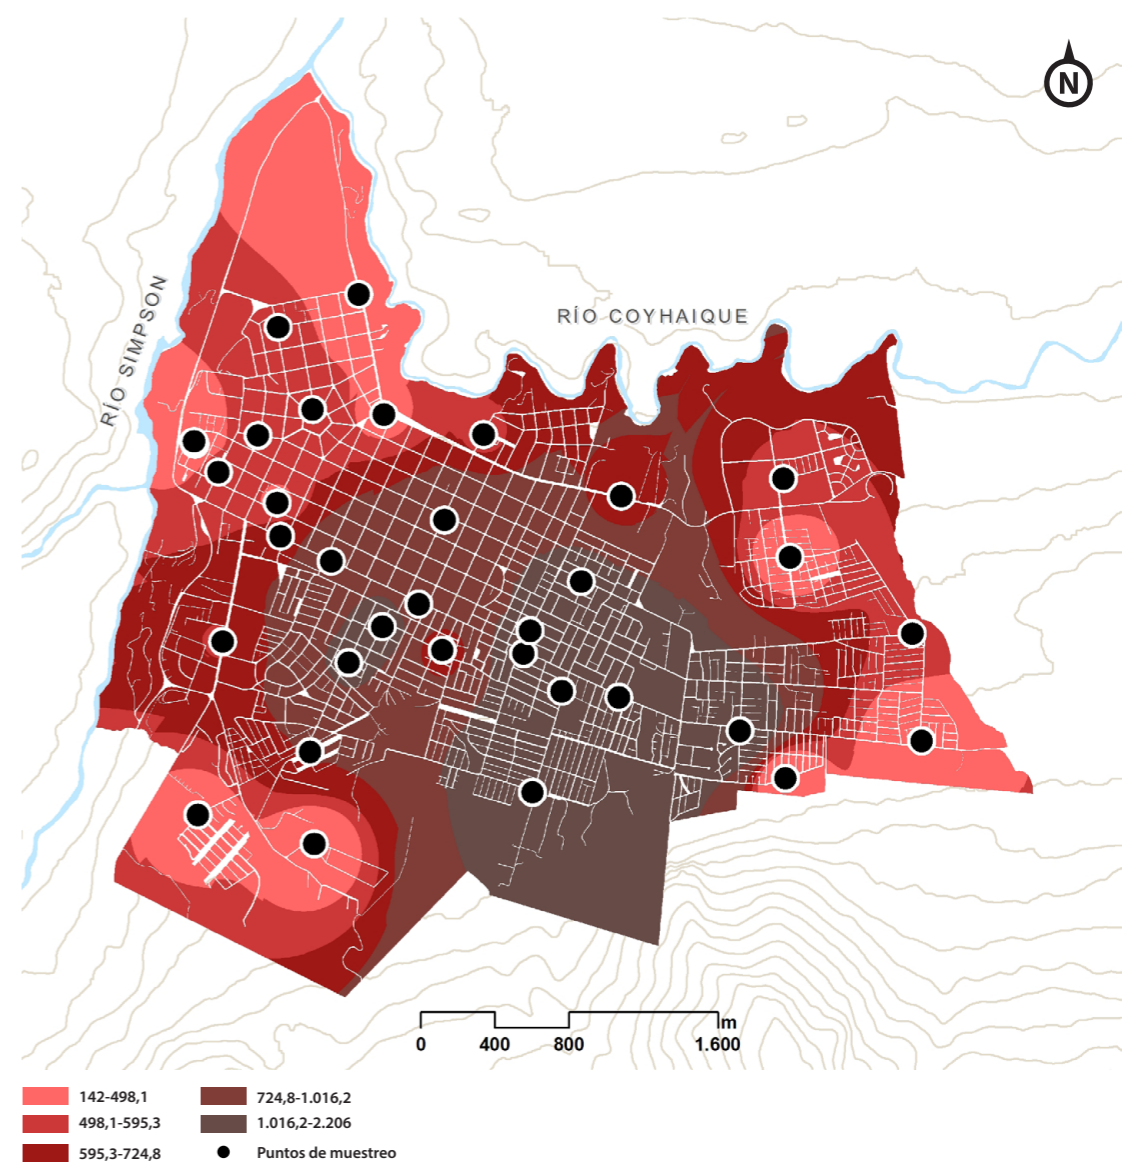 N
RÍO SIMPSON
RÍO COYHAIQUE
m
0 400 800 1.600
142-498,1
498,1-595,3
595,3-724,8
724,8-1.016,2
1.016,2-2.206
Puntos de muestreo